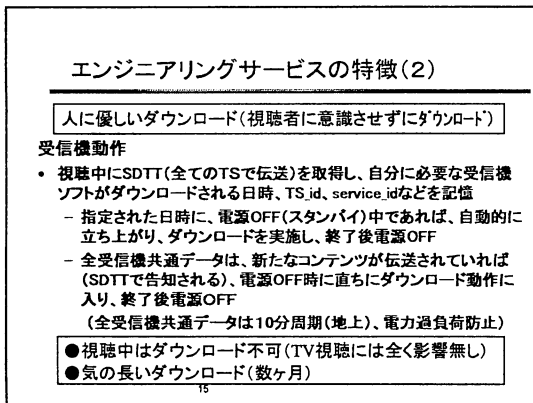 エンジニアリングサービスの特徴(2)
人に優しいダウンロード(視聴者に意識させずにダウンロード)
受信機動作
• 視聴中にSDTT(全てのTSで伝送)を取得し、自分に必要な受信機
ソフトがダウンロードされる日時、TS_id、service_idなどを記憶
– 指定された日時に、電源OFF(スタンバイ)中であれば、自動的に
立ち上がり、ダウンロードを実施し、終了後電源OFF
– 全受信機共通データは、新たなコンテンツが伝送されていれば
(SDTTで告知される)、電源OFF時に直ちにダウンロード動作に
入り、終了後電源OFF
(全受信機共通データは10分周期(地上)、電力過負荷防止)
●視聴中はダウンロード不可(TV視聴には全く影響無し)
●気の長いダウンロード(数ヶ月)
15